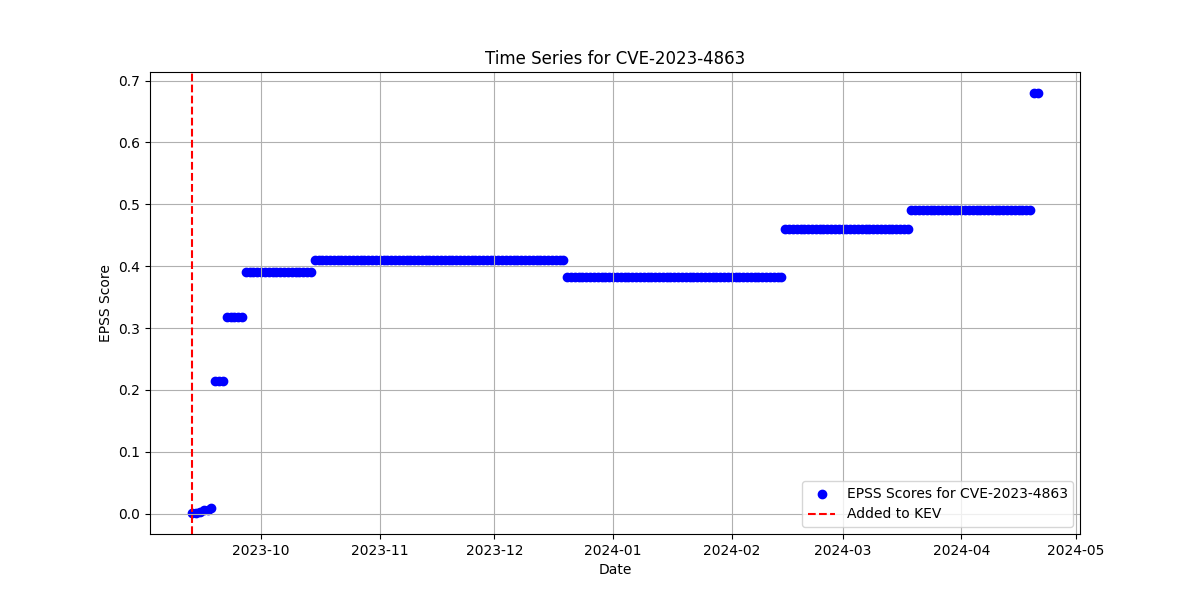 Time Series for CVE-2023-4863
EPSS Score
0.7
0.6
0.5
0.4
0.3
0.2
0.1
0.0
EPSS Scores for CVE-2023-4863
Added to KEV
2023-10 2023-11 2023-12 2024-01 2024-02 2024-03 2024-04 2024-05
Date